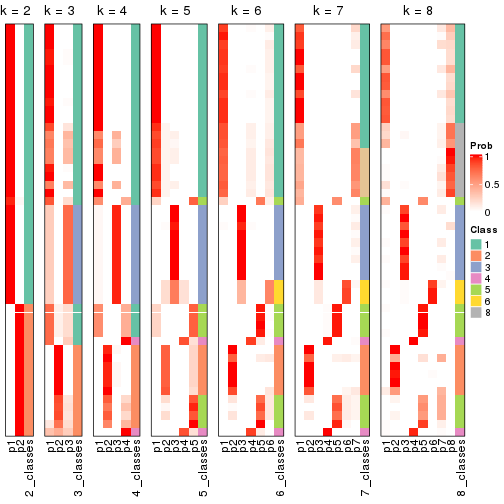 k = 2 k = 3 k = 4 k = 5 k = 6 k = 7 k = 8
Prob
1
0.5
0
Class
1
2
3
4
5
6
8
p1 p2 2_classes p1 p2 p3 3_classes p1 p2 p3 p4 4_classes p1 p2 p3 p4 p5 5_classes p1 p2 p3 p4 p5 p6 6_classes p1 p2 p3 p4 p5 p6 p7 7_classes p1 p2 p3 p4 p5 p6 p7 p8 8_classes